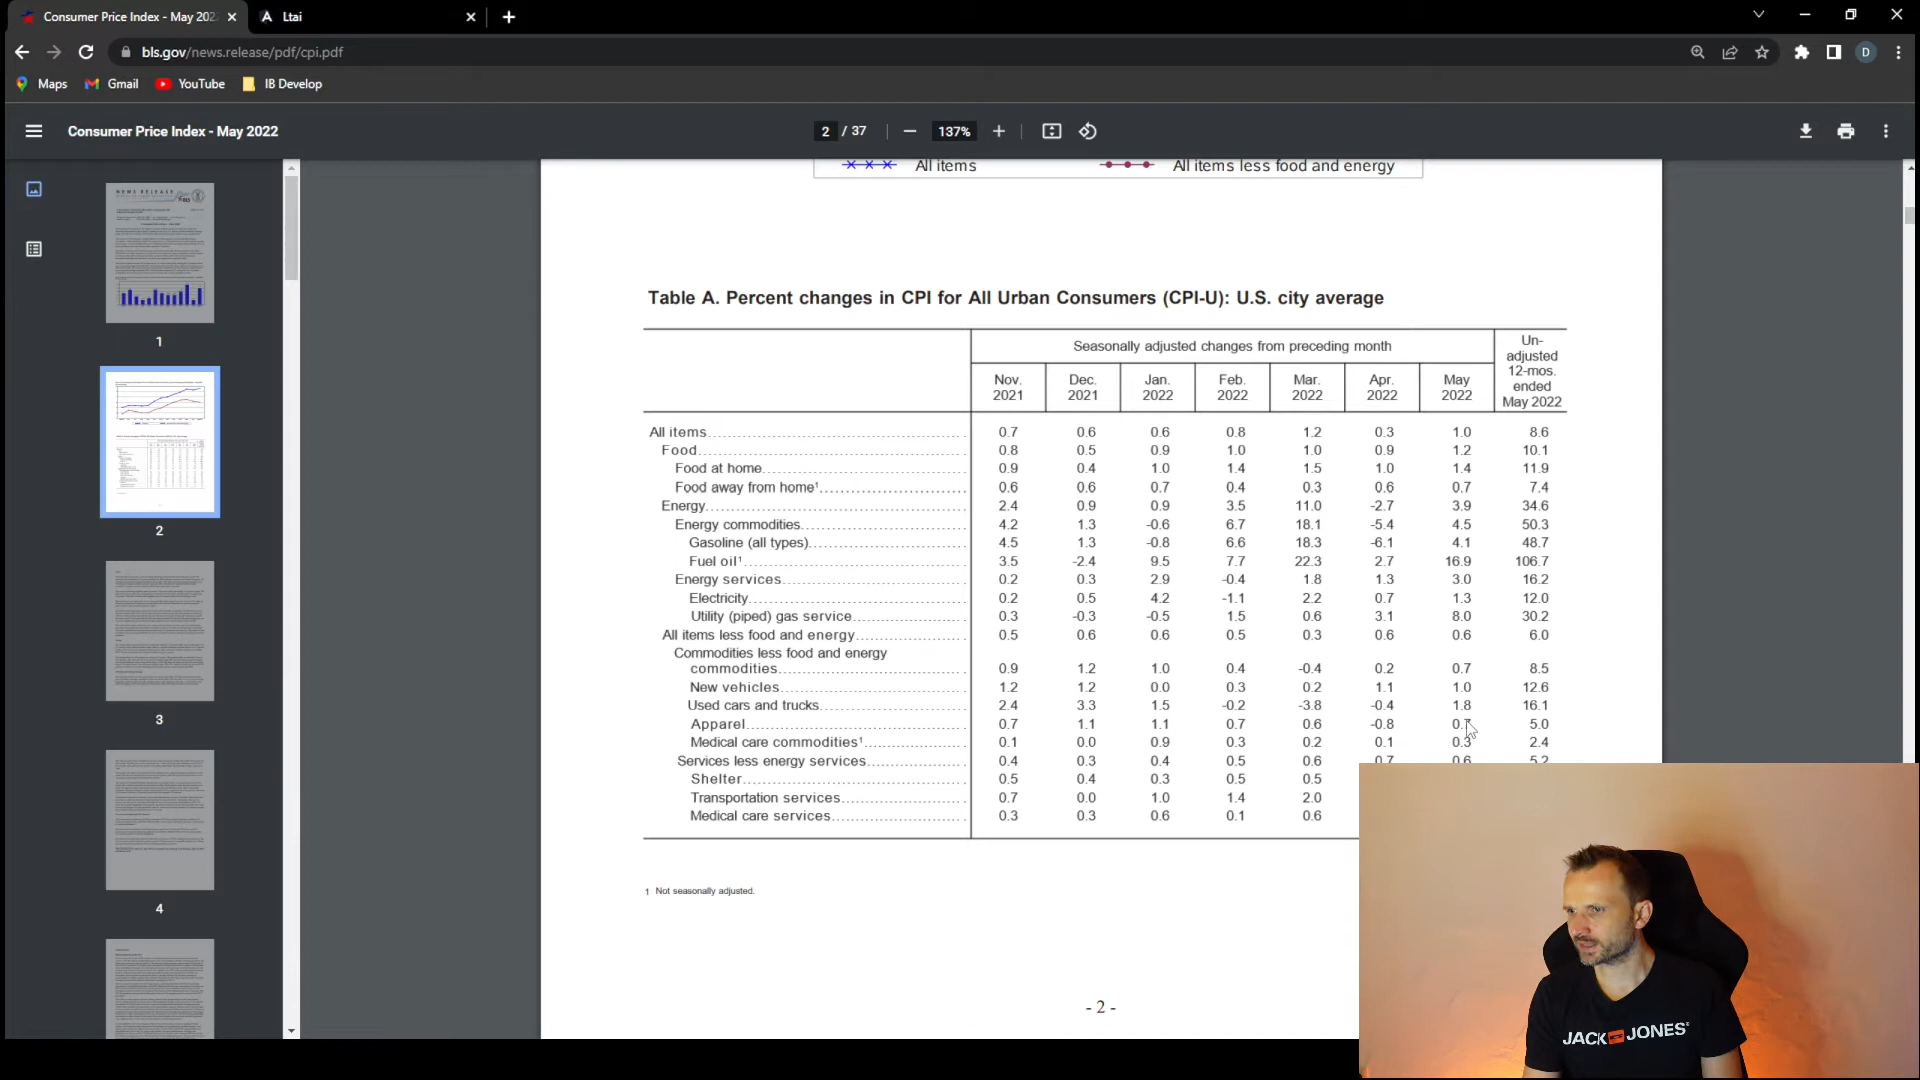 Consumer Price Index - May 202
Ltai
bls.gov/news.release/pdf/cpi.pdf
D
Maps
Gmail
YouTube
IB Develop
Consumer Price Index - May 2022
2 / 37
137%
1
2
3
4
All items
All items less food and energy
Table A. Percent changes in CPI for All Urban Consumers (CPI-U): U.S. city average
Seasonally adjusted changes from preceding month
Un-
adjusted
12-mos.
ended
May 2022
Nov. 2021
Dec. 2021
Jan. 2022
Feb. 2022
Mar. 2022
Apr. 2022
May 2022
All items 0.7 0.6 0.6 0.8 1.2 0.3 1.0 8.6
Food 0.8 0.5 0.9 1.0 1.0 0.9 1.2 10.1
Food at home 0.9 0.4 1.0 1.4 1.5 1.0 1.4 11.9
Food away from home¹ 0.6 0.6 0.7 0.4 0.3 0.6 0.7 7.4
Energy 2.4 0.9 0.9 3.5 11.0 -2.7 3.9 34.6
Energy commodities 4.2 1.3 -0.6 6.7 18.1 -5.4 4.5 50.3
Gasoline (all types) 4.5 1.3 -0.8 6.6 18.3 -6.1 4.1 48.7
Fuel oil¹ 3.5 -2.4 9.5 7.7 22.3 2.7 16.9 106.7
Energy services 0.2 0.3 2.9 -0.4 1.8 1.3 3.0 16.2
Electricity 0.2 0.5 4.2 -1.1 2.2 0.7 1.3 12.0
Utility (piped) gas service 0.3 -0.3 -0.5 1.5 0.6 3.1 8.0 30.2
All items less food and energy 0.5 0.6 0.6 0.5 0.3 0.6 0.6 6.0
Commodities less food and energy
commodities 0.9 1.2 1.0 0.4 -0.4 0.2 0.7 8.5
New vehicles 1.2 1.2 0.0 0.3 0.2 1.1 1.0 12.6
Used cars and trucks 2.4 3.3 1.5 -0.2 -3.8 -0.4 1.8 16.1
Apparel 0.7 1.1 1.1 0.7 0.6 -0.8 0.7 5.0
Medical care commodities¹ 0.1 0.0 0.9 0.3 0.2 0.1 0.3 2.4
Services less energy services 0.4 0.3 0.4 0.5 0.6 0.7 0.6 5.2
Shelter 0.5 0.4 0.3 0.5 0.5
Transportation services 0.7 0.0 1.0 1.4 2.0
Medical care services 0.3 0.3 0.6 0.1 0.6
1 Not seasonally adjusted.
- 2 -
JACK JONES